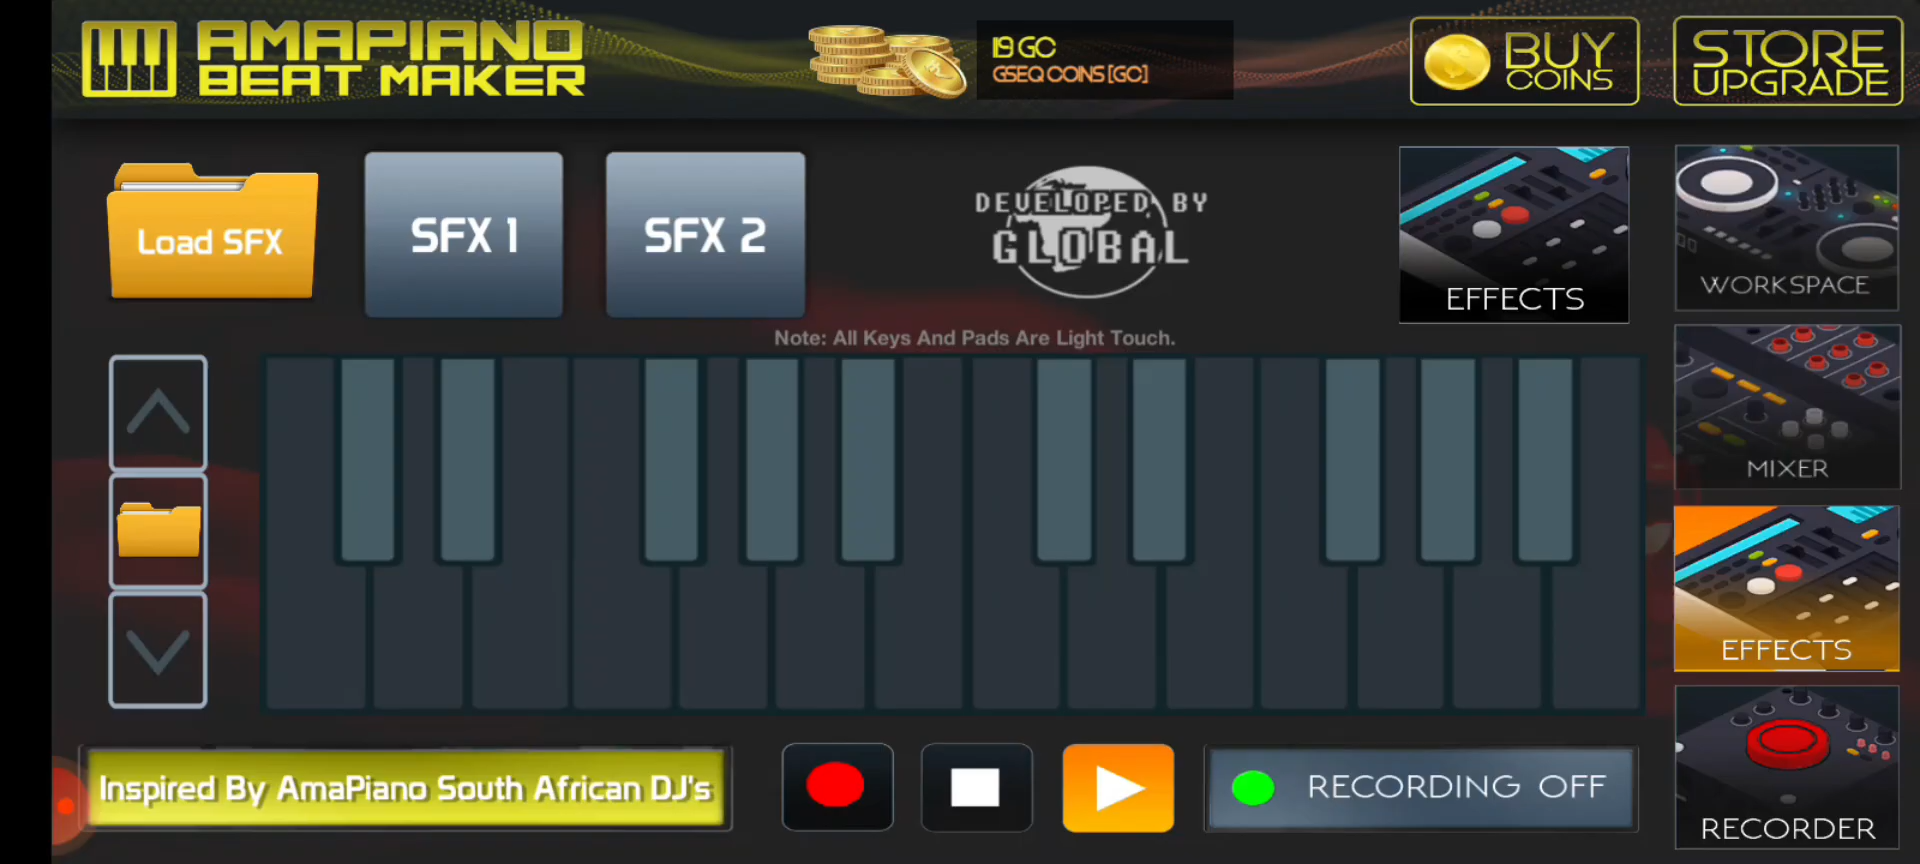 AMAPIANO
BEAT MAKER
119 GC
GSEQ COINS [GC]
BUY
COINS
STORE
UPGRADE
Load SFX
SFX 1
SFX 2
DEVELOPED BY
GLOBAL
EFFECTS
WORKSPACE
Note: All Keys And Pads Are Light Touch.
MIXER
EFFECTS
Inspired By AmaPiano South African DJ's
RECORDING OFF
RECORDER